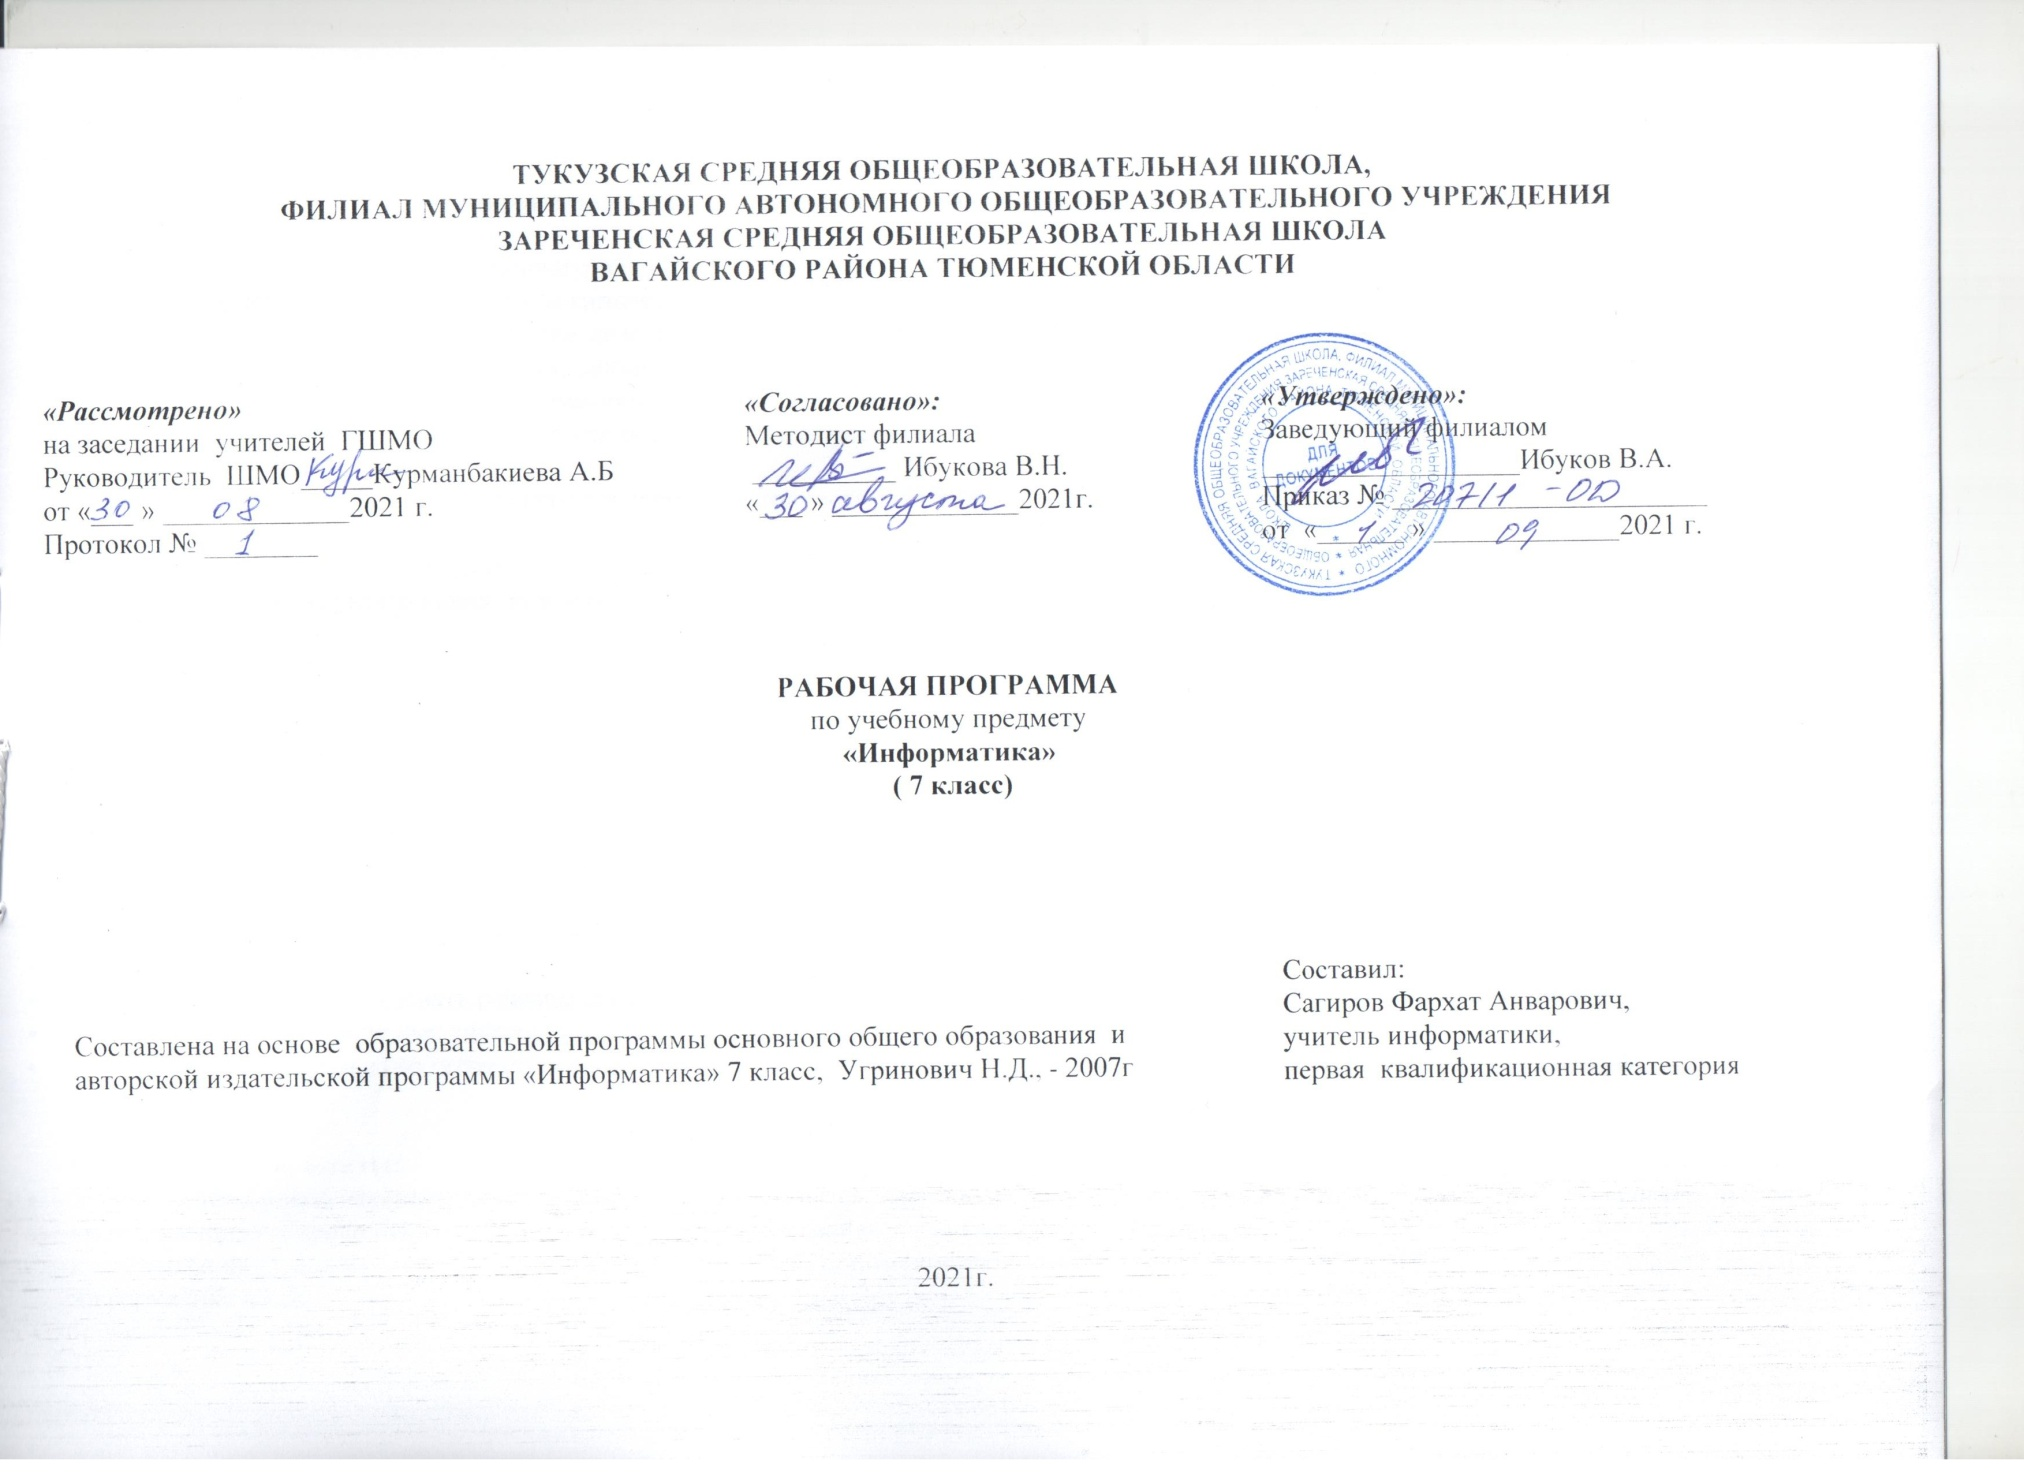 ТУКУЗСКАЯ СРЕДНЯЯ ОБЩЕОБРАЗОВАТЕЛЬНАЯ ШКОЛА,
ФИЛИАЛ МУНИЦИПАЛЬНОГО АВТОНОМНОГО ОБЩЕОБРАЗОВАТЕЛЬНОГО УЧРЕЖДЕНИЯ
ЗАРЕЧЕНСКАЯ СРЕДНЯЯ ОБЩЕОБРАЗОВАТЕЛЬНАЯ ШКОЛА
ВАГАЙСКОГО РАЙОНА ТЮМЕНСКОЙ ОБЛАСТИ
«Рассмотрено»
на заседании учителей ГШМО
Руководитель ШМО Курманбакиева А.Б
от «30» 08 2021 г.
Протокол № 1
«Согласовано»:
Методист филиала
Ибукова В.Н.
«30» августа 2021г.
«Утверждено»:
Заведующий филиалом
Ибуков В.А.
Приказ № 207/1 -ОД
от «1» 09 2021 г.
ДЛЯ
ДОКУМЕНТОВ
РАБОЧАЯ ПРОГРАММА
по учебному предмету
«Информатика»
( 7 класс)
Составлена на основе образовательной программы основного общего образования и
авторской издательской программы «Информатика» 7 класс, Угринович Н.Д.. - 2007г
Составил:
Сагиров Фархат Анварович,
учитель информатики,
первая квалификационная категория
2021г.